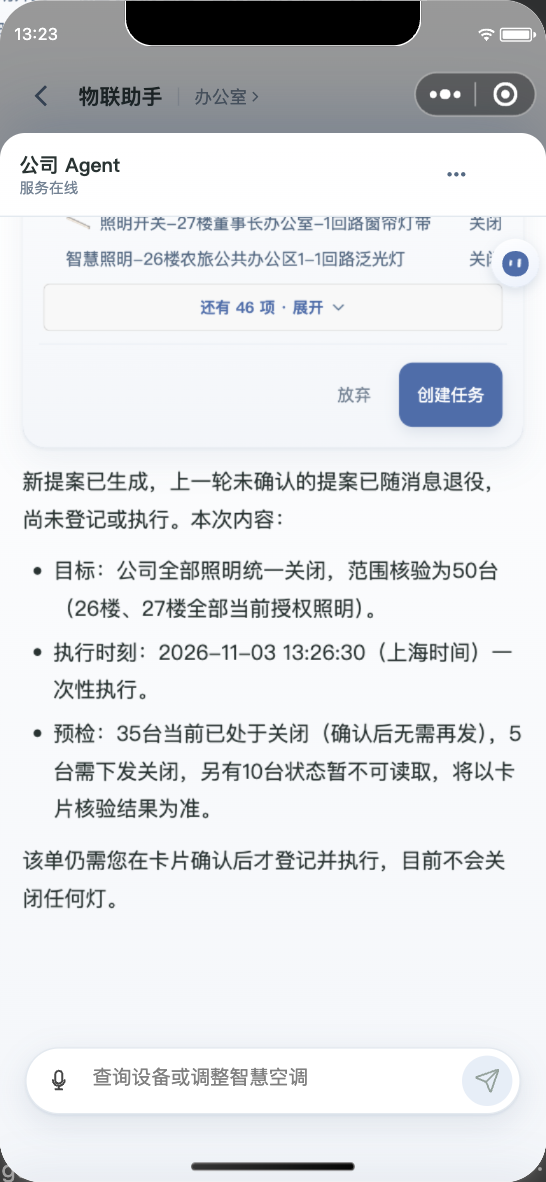 13:23
物联助手
办公室 >
公司 Agent
服务在线
照明开关–27楼董事长办公室–1回路窗帘灯带 关闭
智慧照明–26楼农旅公共办公区1–1回路泛光灯
还有 46 项 · 展开
放弃
创建任务
新提案已生成，上一轮未确认的提案已随消息退役，
尚未登记或执行。本次内容：
• 目标：公司全部照明统一关闭，范围核验为50台
（26楼、27楼全部当前授权照明）。
• 执行时刻：2026–11–03 13:26:30（上海时间）一
次性执行。
• 预检：35台当前已处于关闭（确认后无需再发），5
台需下发关闭，另有10台状态暂不可读取，将以卡
片核验结果为准。
该单仍需您在卡片确认后才登记并执行，目前不会关
闭任何灯。
查询设备或调整智慧空调